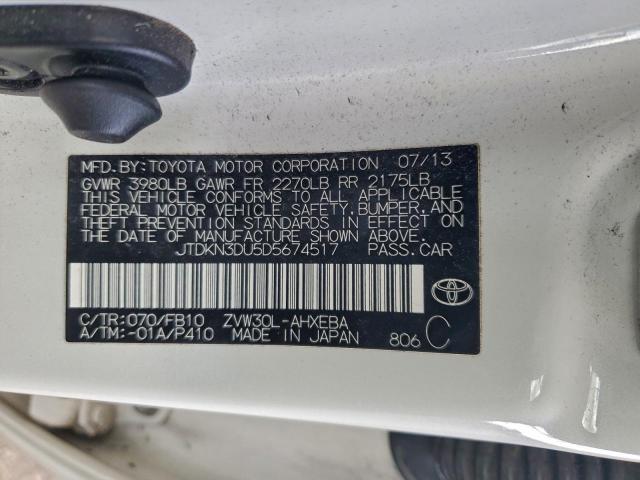 MFD.BY:TOYOTA MOTOR CORPORATION 07/13
GVWR 3980LB GAWR FR 2270LB RR 2175LB
THIS VEHICLE CONFORMS TO ALL APPLICABLE
FEDERAL MOTOR VEHICLE SAFETY, BUMPER, AND
THEFT PREVENTION STANDARDS IN EFFECT ON
THE DATE OF MANUFACTURE SHOWN ABOVE.
JTDKN3DU5D5674517 PASS.CAR
C/TR:070/FB10 ZVW30L-AHXEBA
A/TM:-01A/P410 MADE IN JAPAN 806 C